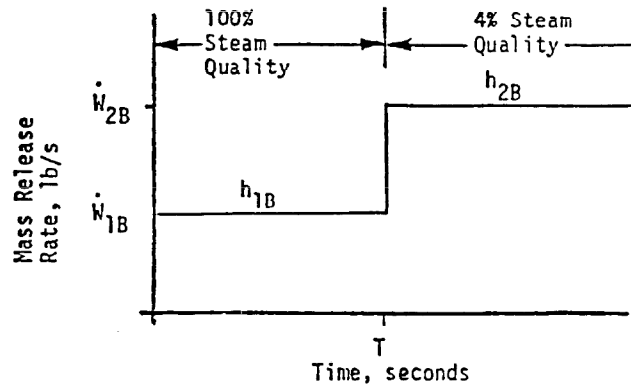 100%
Steam
Quality
4% Steam
Quality
h2B
Ẇ2B
h1B
Ẇ1B
Mass Release
Rate, lb/s
T
Time, seconds